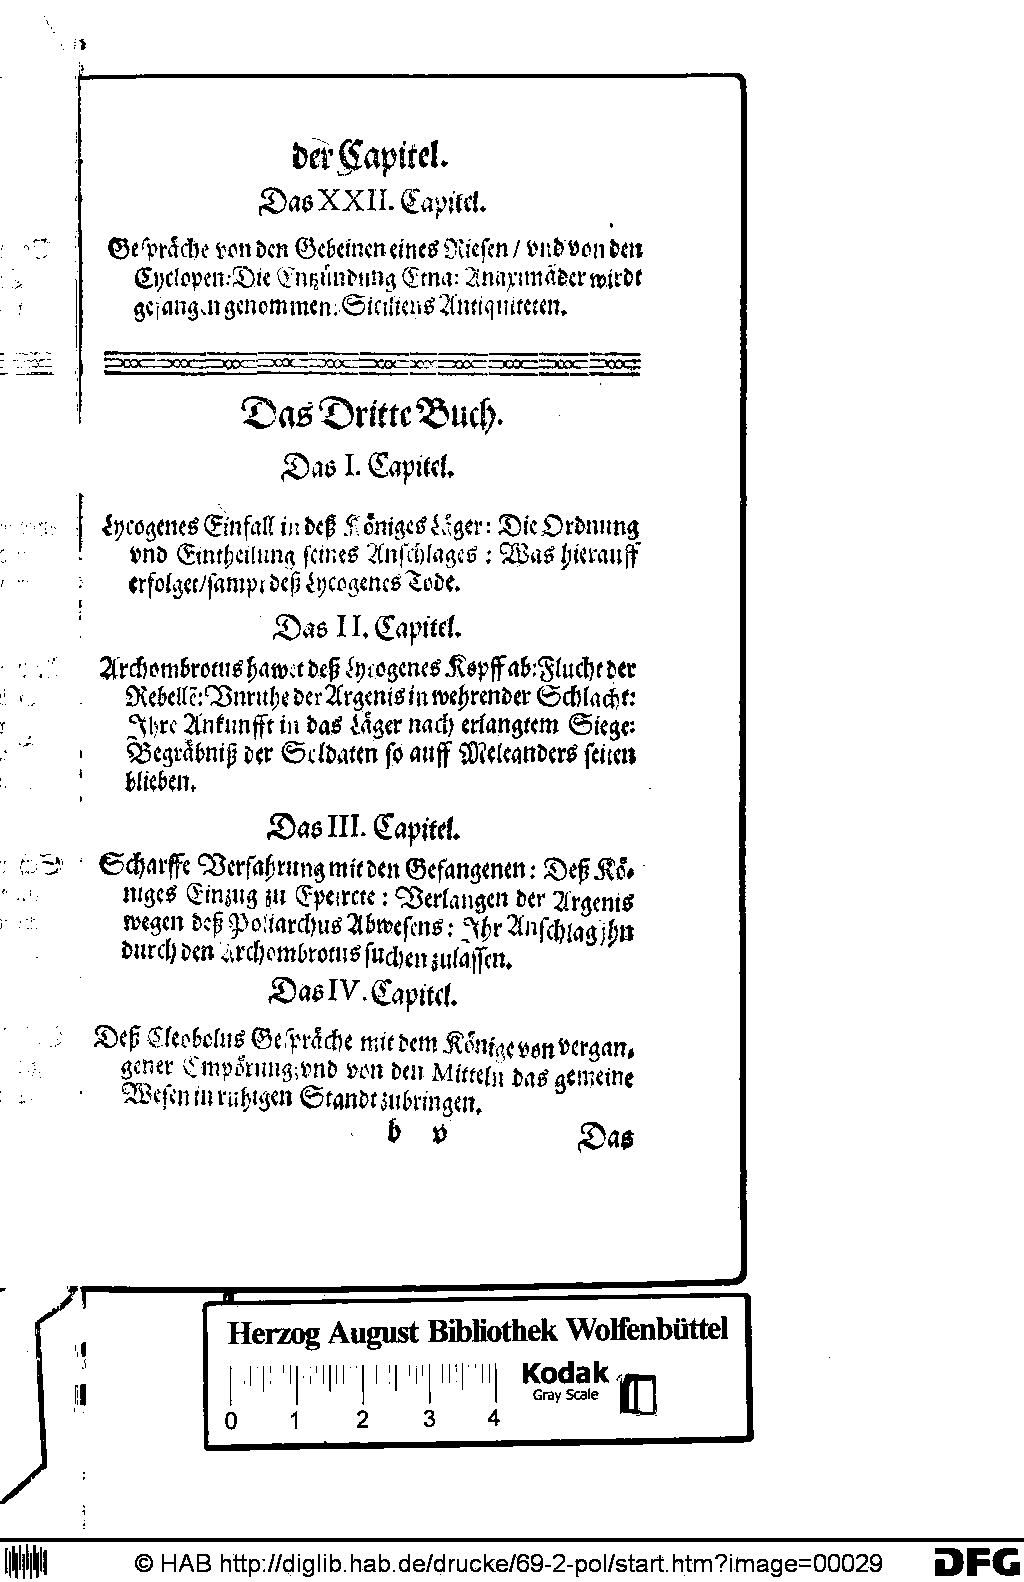 der Capitel.
Das XXII. Capitel.
Gespräche von den Gebeinen eines Riesen / vnd von den
Cyclopen: Die Entzündung Etna: Anaximãder wirdt
gefangen genommen: Siciliens Antiquiteten.
Das Dritte Buch.
Das I. Capitel.
Lycogenes Einfall in deß Königes Läger: Die Ordnung
vnd Eintheilung seines Anschlages: Was hierauff
erfolget / sampt deß Lycogenes Tode.
Das II. Capitel.
Archombrotus hawet deß Lycogenes Kopff ab: Flucht der
Rebellẽ: Vnruhe der Argenis in wehrender Schlacht:
Ihre Ankunfft in das Läger nach erlangtem Siege:
Begräbniß der Soldaten so auff Meleanders seiten
blieben.
Das III. Capitel.
Scharffe Verfahrung mit den Gefangenen: Deß Kö-
niges Einzug zu Epeircte: Verlangen der Argenis
wegen deß Poliarchus Abwesens: Ihr Anschlag jhn
durch den Archombrotus suchen zulassen.
Das IV. Capitel.
Deß Cleobolus Gespräche mit dem Könige von vergan-
gener Empörung, vnd von den Mitteln das gemeine
Wesen in ruhigen Standt zubringen.
b v Das
Herzog August Bibliothek Wolfenbüttel
Kodak
Gray Scale
0 1 2 3 4
© HAB http://diglib.hab.de/drucke/69-2-pol/start.htm?image=00029
DFG